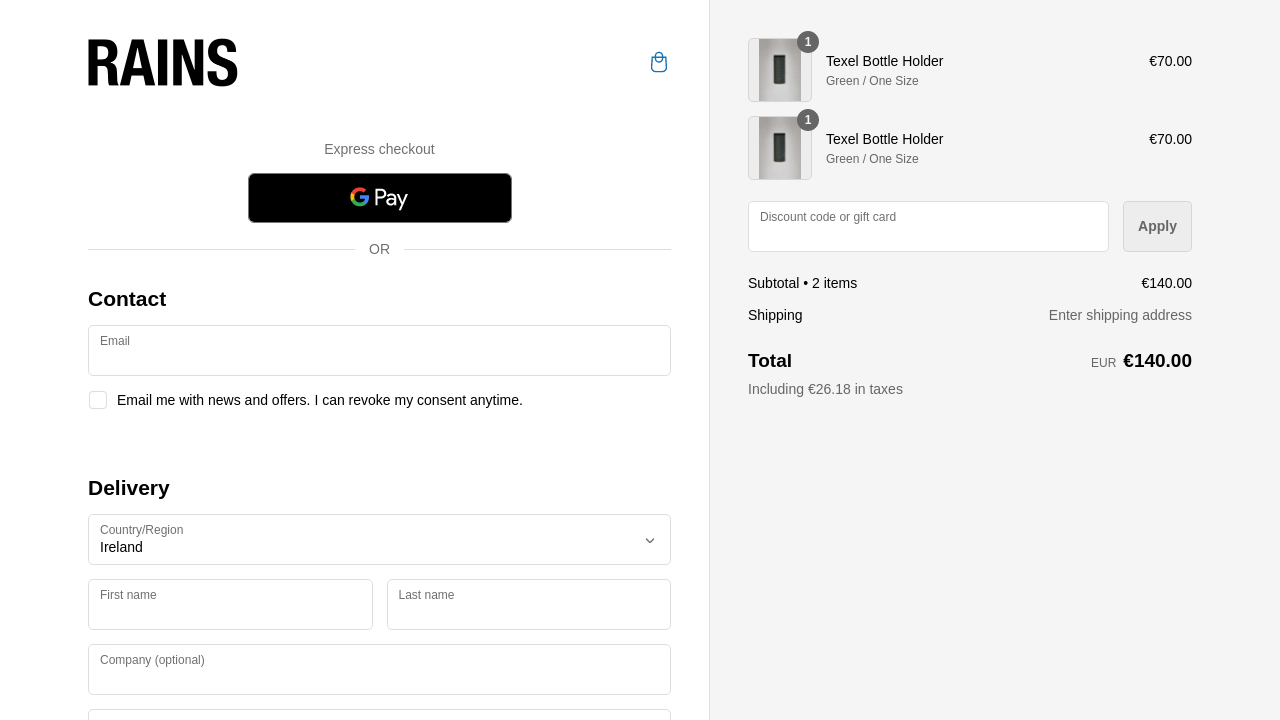 RAINS
Express checkout
G Pay
OR
Contact
Email
Email me with news and offers. I can revoke my consent anytime.
Delivery
Country/Region
Ireland
First name
Last name
Company (optional)
1
Texel Bottle Holder
€70.00
Green / One Size
1
Texel Bottle Holder
€70.00
Green / One Size
Discount code or gift card
Apply
Subtotal • 2 items
€140.00
Shipping
Enter shipping address
Total
EUR €140.00
Including €26.18 in taxes